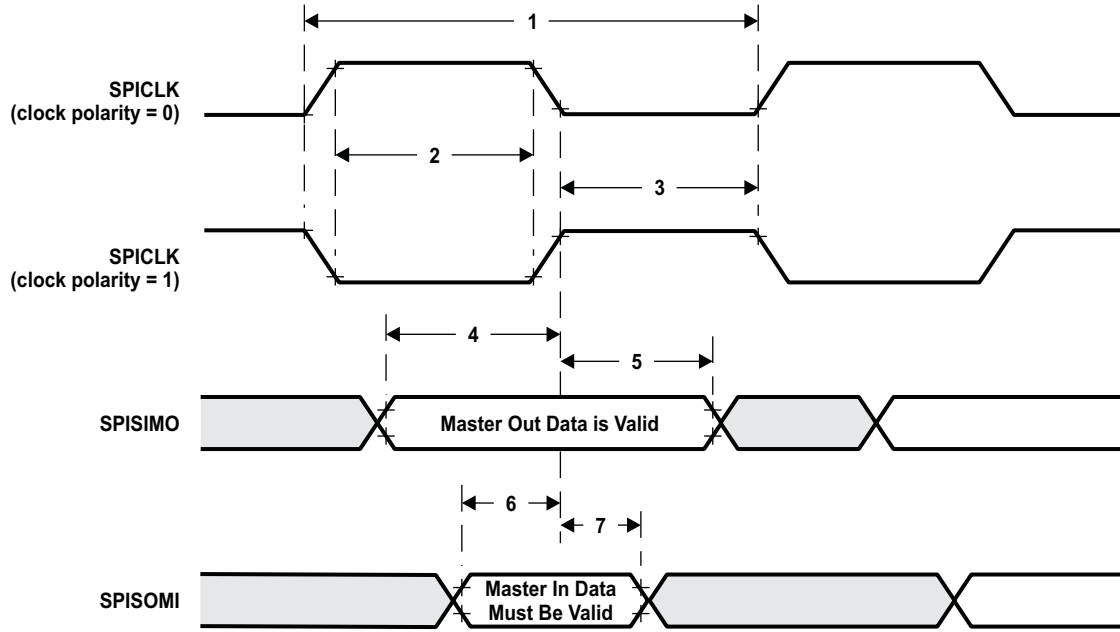 1
SPICLK
(clock polarity = 0)
2
3
SPICLK
(clock polarity = 1)
4
5
SPISIMO
Master Out Data is Valid
6
7
SPISOMI
Master In Data
Must Be Valid